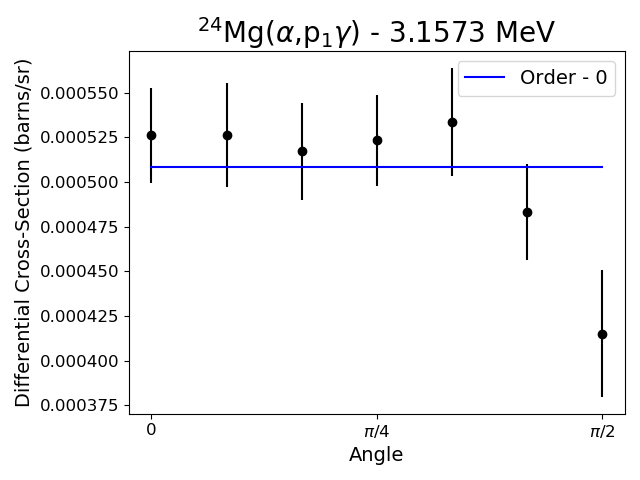 ²⁴Mg(α,p₁γ) - 3.1573 MeV
Order - 0
Differential Cross-Section (barns/sr)
0.000550
0.000525
0.000500
0.000475
0.000450
0.000425
0.000400
0.000375
0 π/4 π/2
Angle